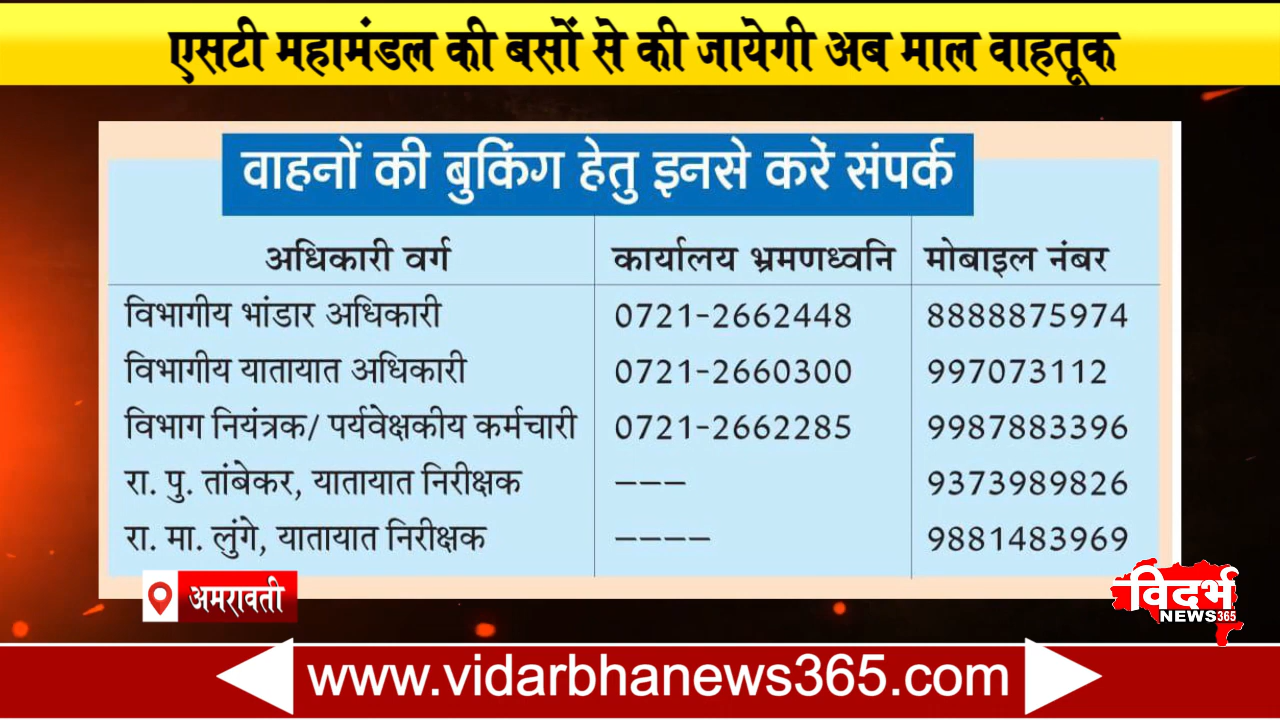 एसटी महामंडल की बसों से की जायेगी अब माल वाहतूक
वाहनों की बुकिंग हेतु इनसे करें संपर्क
अधिकारी वर्ग कार्यालय भ्रमणध्वनि मोबाइल नंबर
विभागीय भांडार अधिकारी 0721-2662448 8888875974
विभागीय यातायात अधिकारी 0721-2660300 997073112
विभाग नियंत्रक/ पर्यवेक्षकीय कर्मचारी 0721-2662285 9987883396
रा. पु. तांबेकर, यातायात निरीक्षक --- 9373989826
रा. मा. लुंगे, यातायात निरीक्षक ---- 9881483969
अमरावती
विदर्भ
NEWS365
www.vidarbhanews365.com